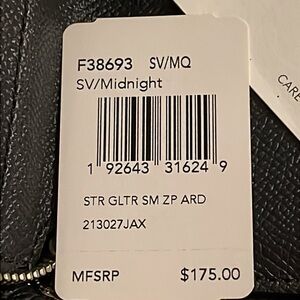 F38693 SV/MQ
SV/Midnight
1 92643 31624 9
STR GLTR SM ZP ARD
213027JAX
MFSRP $175.00
CARE